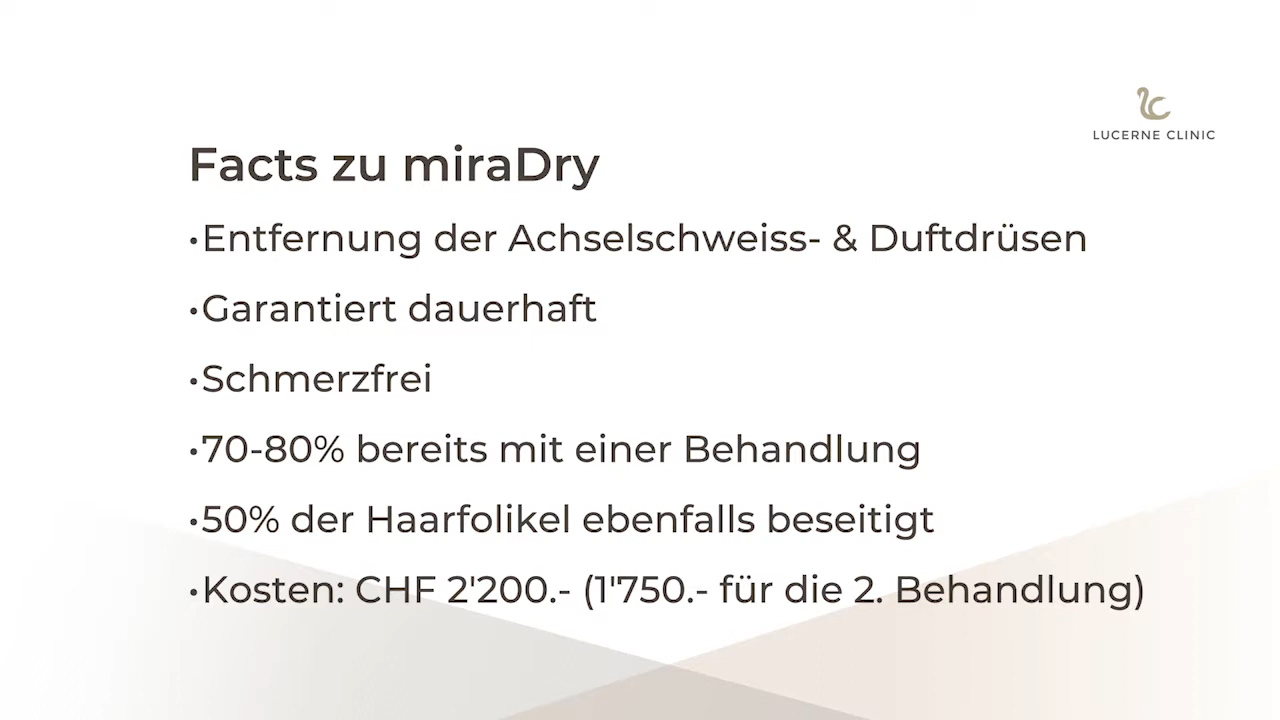 LUCERNE CLINIC
Facts zu miraDry
•Entfernung der Achselschweiss- & Duftdrüsen
•Garantiert dauerhaft
•Schmerzfrei
•70-80% bereits mit einer Behandlung
•50% der Haarfolikel ebenfalls beseitigt
•Kosten: CHF 2'200.- (1'750.- für die 2. Behandlung)